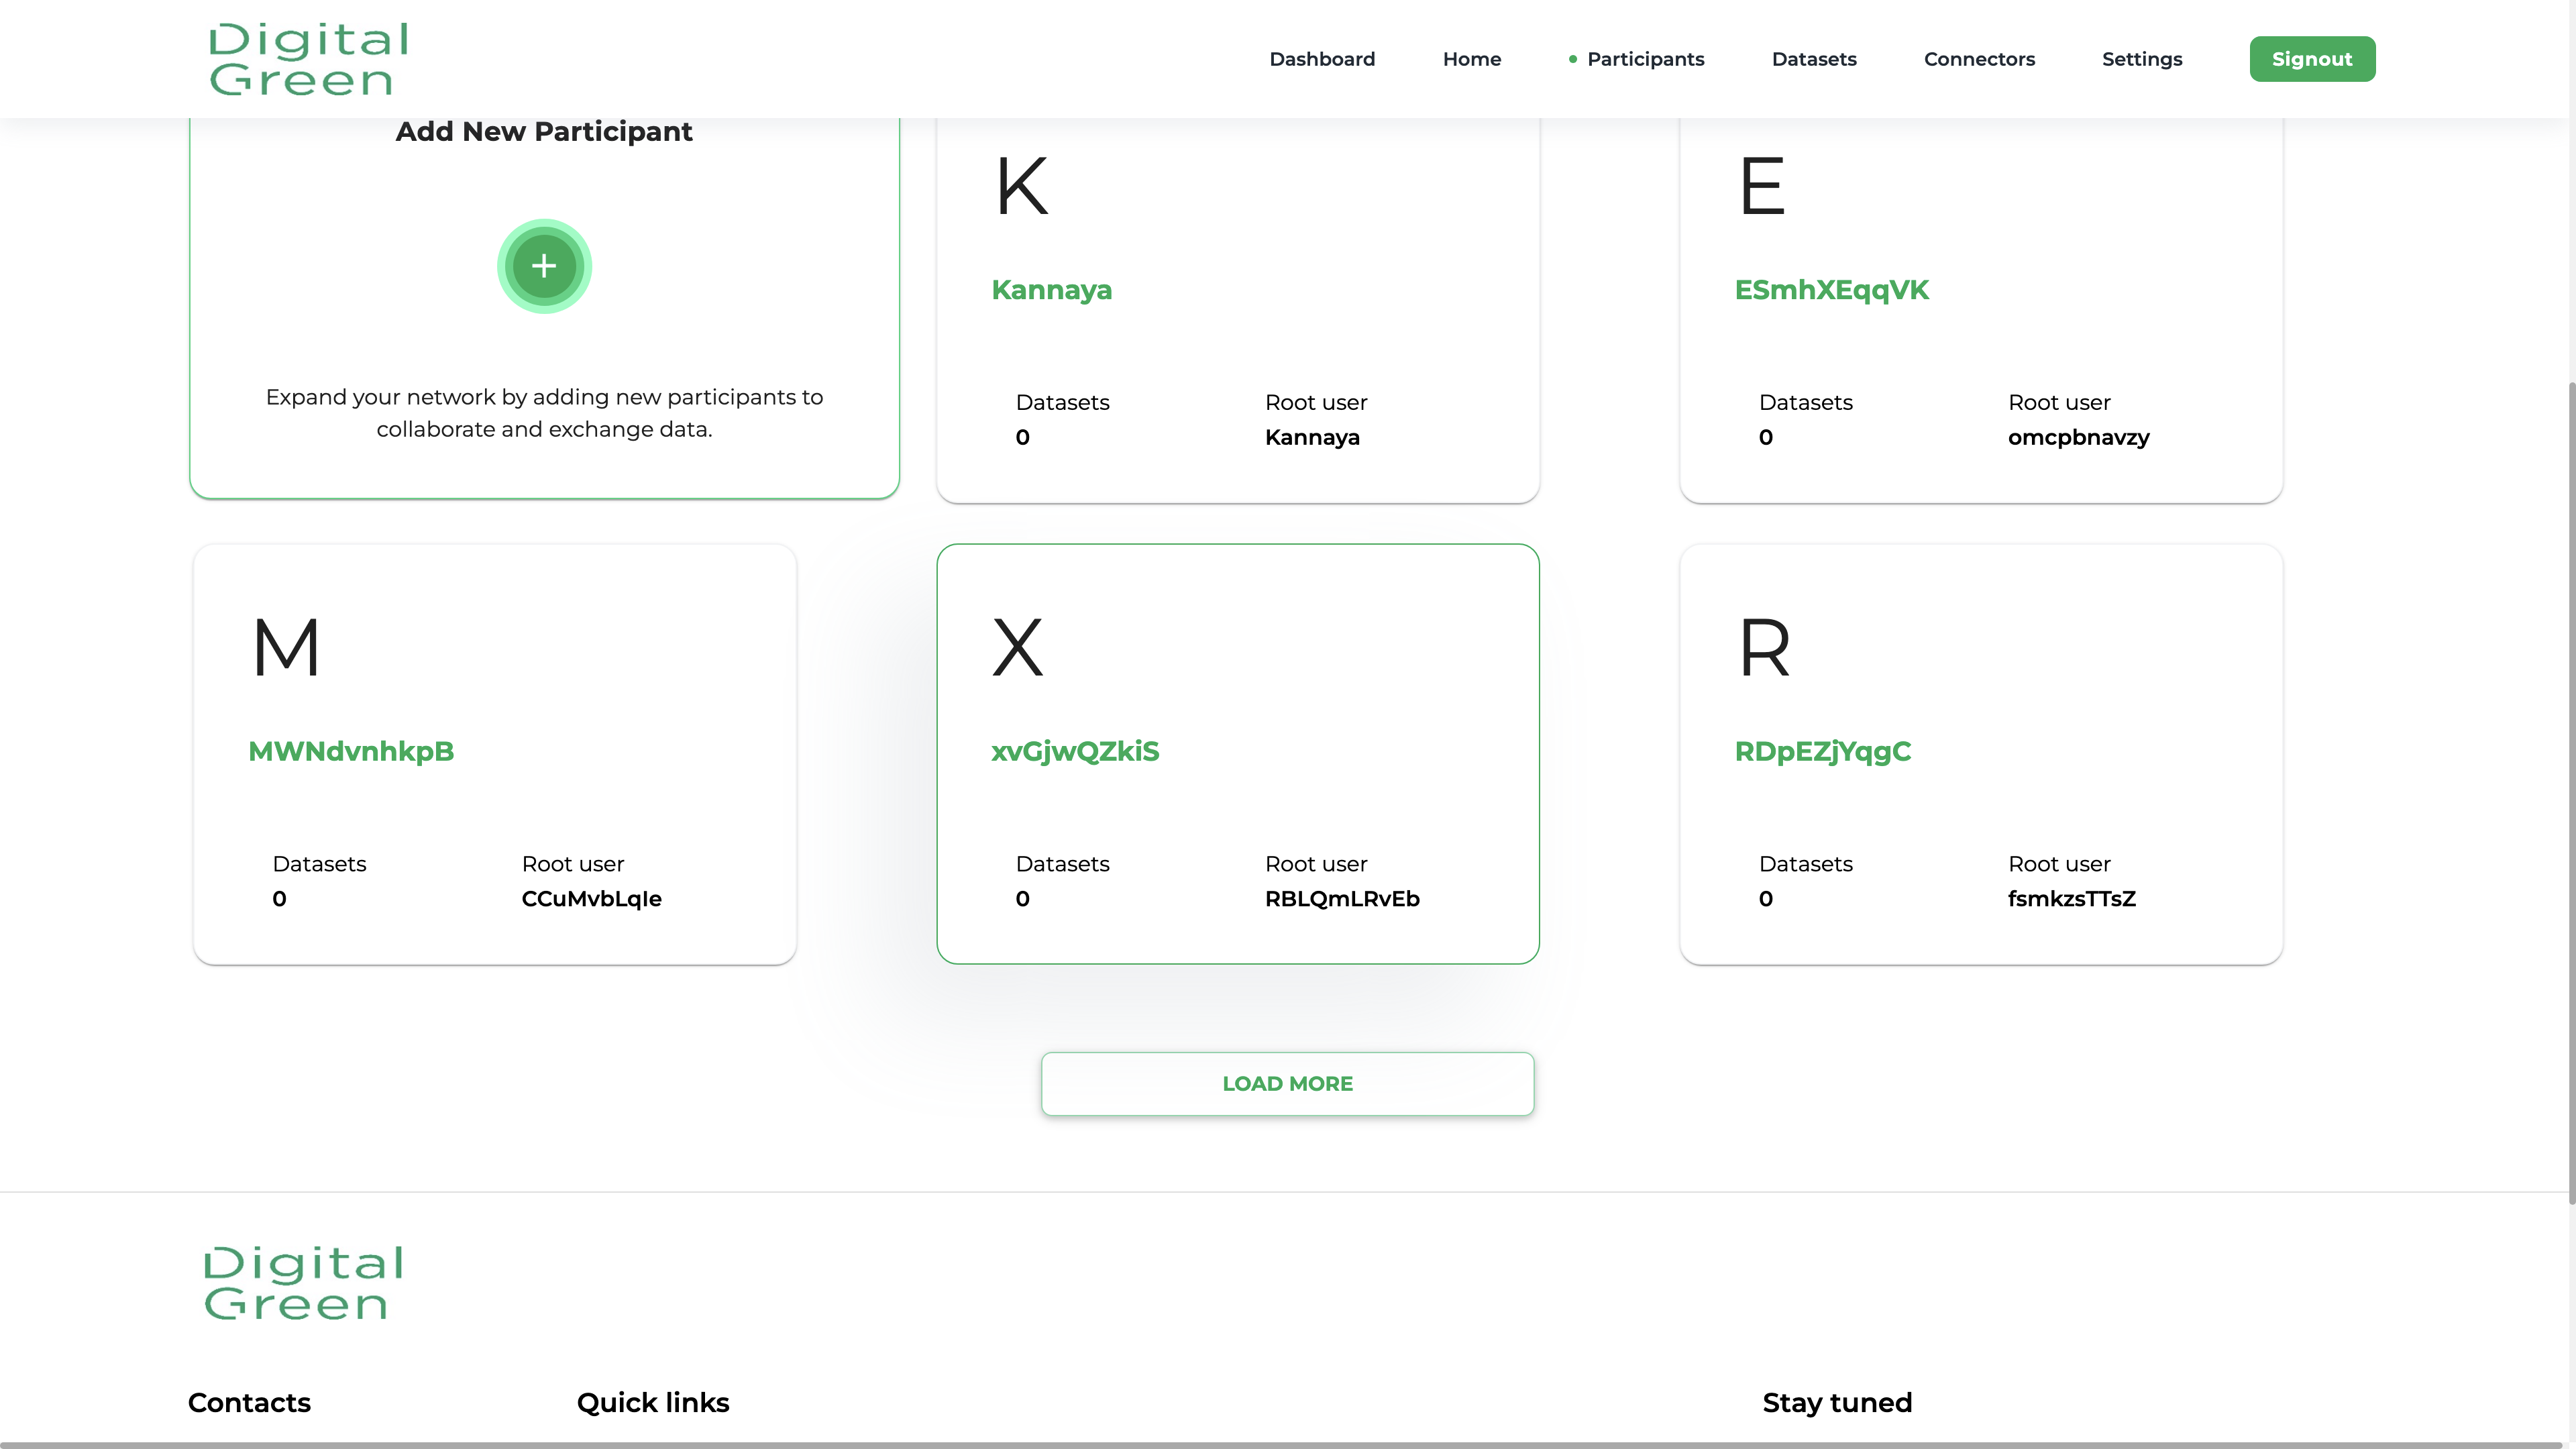 Digital
Green
Dashboard
Home
Participants
Datasets
Connectors
Settings
Signout
Add New Participant
+
Expand your network by adding new participants to
collaborate and exchange data.
K
Kannaya
Datasets
0
Root user
Kannaya
E
ESmhXEqqVK
Datasets
0
Root user
omcpbnavzy
M
MWNdvnhkpB
Datasets
0
Root user
CCuMvbLqIe
X
xvGjwQZkiS
Datasets
0
Root user
RBLQmLRvEb
R
RDpEZjYqgC
Datasets
0
Root user
fsmkzsTTsZ
LOAD MORE
Digital
Green
Contacts
Quick links
Stay tuned